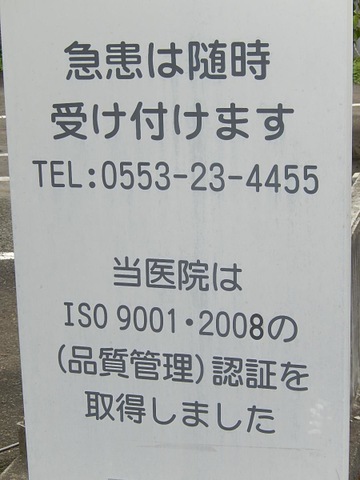 急患は随時
受け付けます
TEL:0553-23-4455
当医院は
ISO 9001・2008の
(品質管理)認証を
取得しました